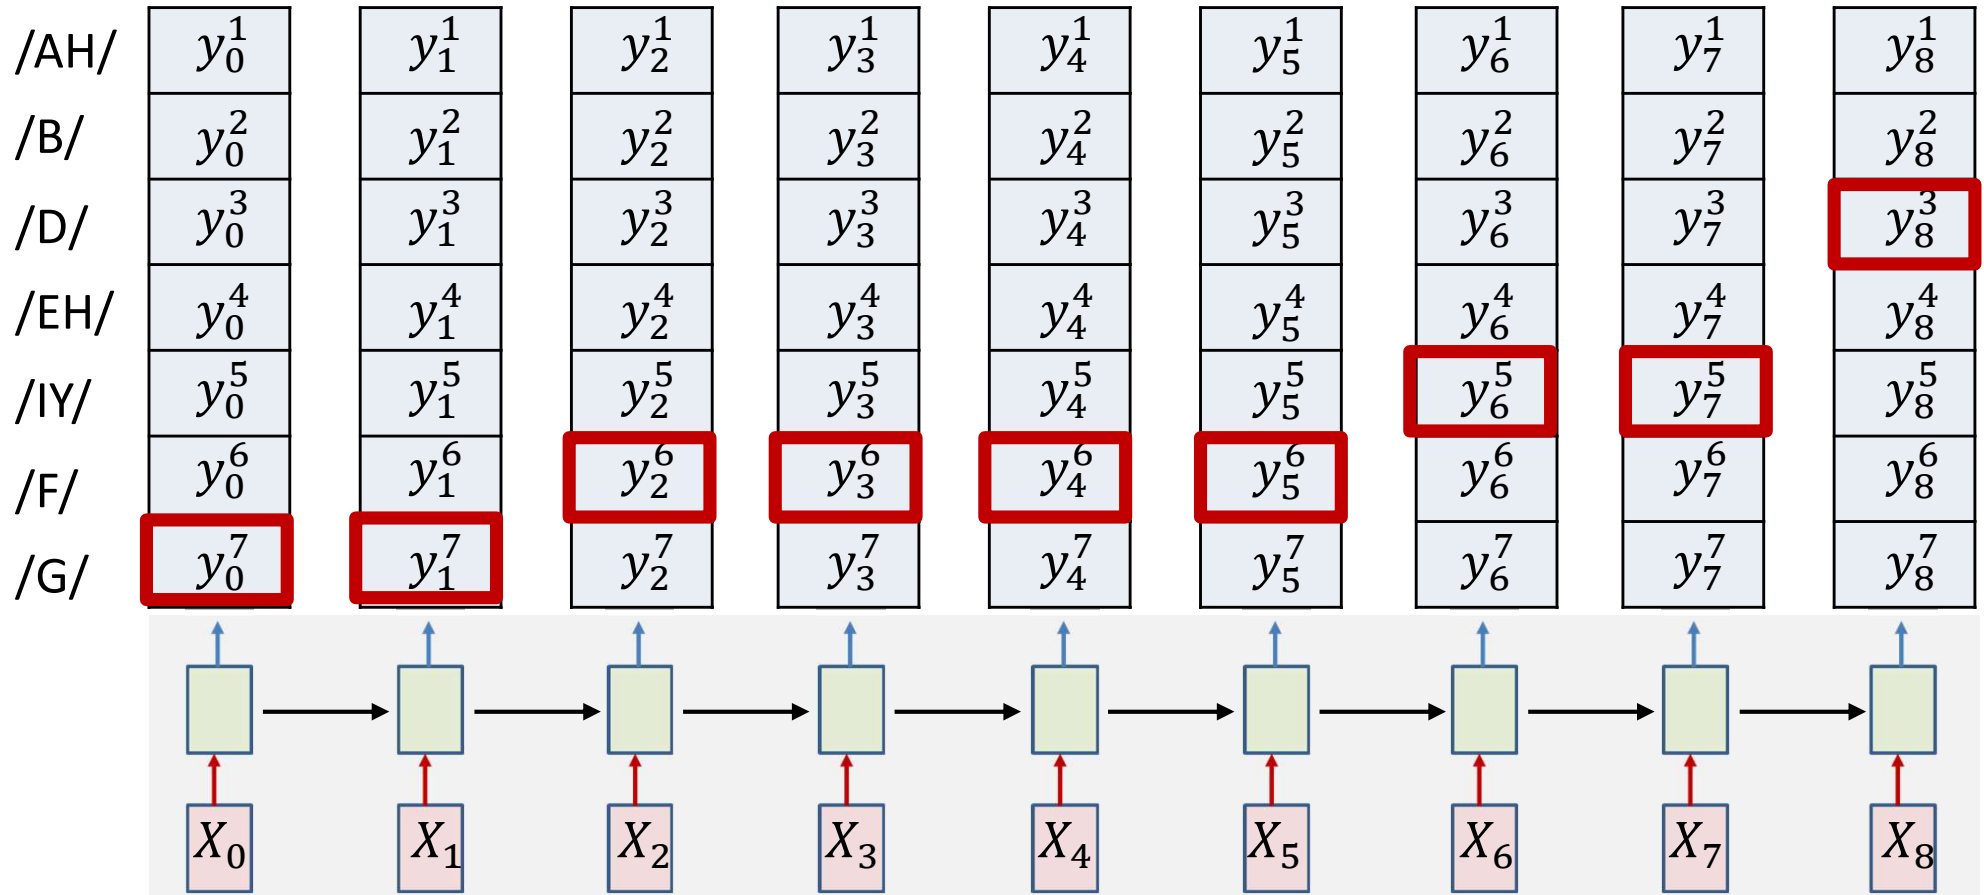 /AH/ y_0^1 y_1^1 y_2^1 y_3^1 y_4^1 y_5^1 y_6^1 y_7^1 y_8^1
/B/ y_0^2 y_1^2 y_2^2 y_3^2 y_4^2 y_5^2 y_6^2 y_7^2 y_8^2
/D/ y_0^3 y_1^3 y_2^3 y_3^3 y_4^3 y_5^3 y_6^3 y_7^3 y_8^3
/EH/ y_0^4 y_1^4 y_2^4 y_3^4 y_4^4 y_5^4 y_6^4 y_7^4 y_8^4
/IY/ y_0^5 y_1^5 y_2^5 y_3^5 y_4^5 y_5^5 y_6^5 y_7^5 y_8^5
/F/ y_0^6 y_1^6 y_2^6 y_3^6 y_4^6 y_5^6 y_6^6 y_7^6 y_8^6
/G/ y_0^7 y_1^7 y_2^7 y_3^7 y_4^7 y_5^7 y_6^7 y_7^7 y_8^7
X_0 X_1 X_2 X_3 X_4 X_5 X_6 X_7 X_8